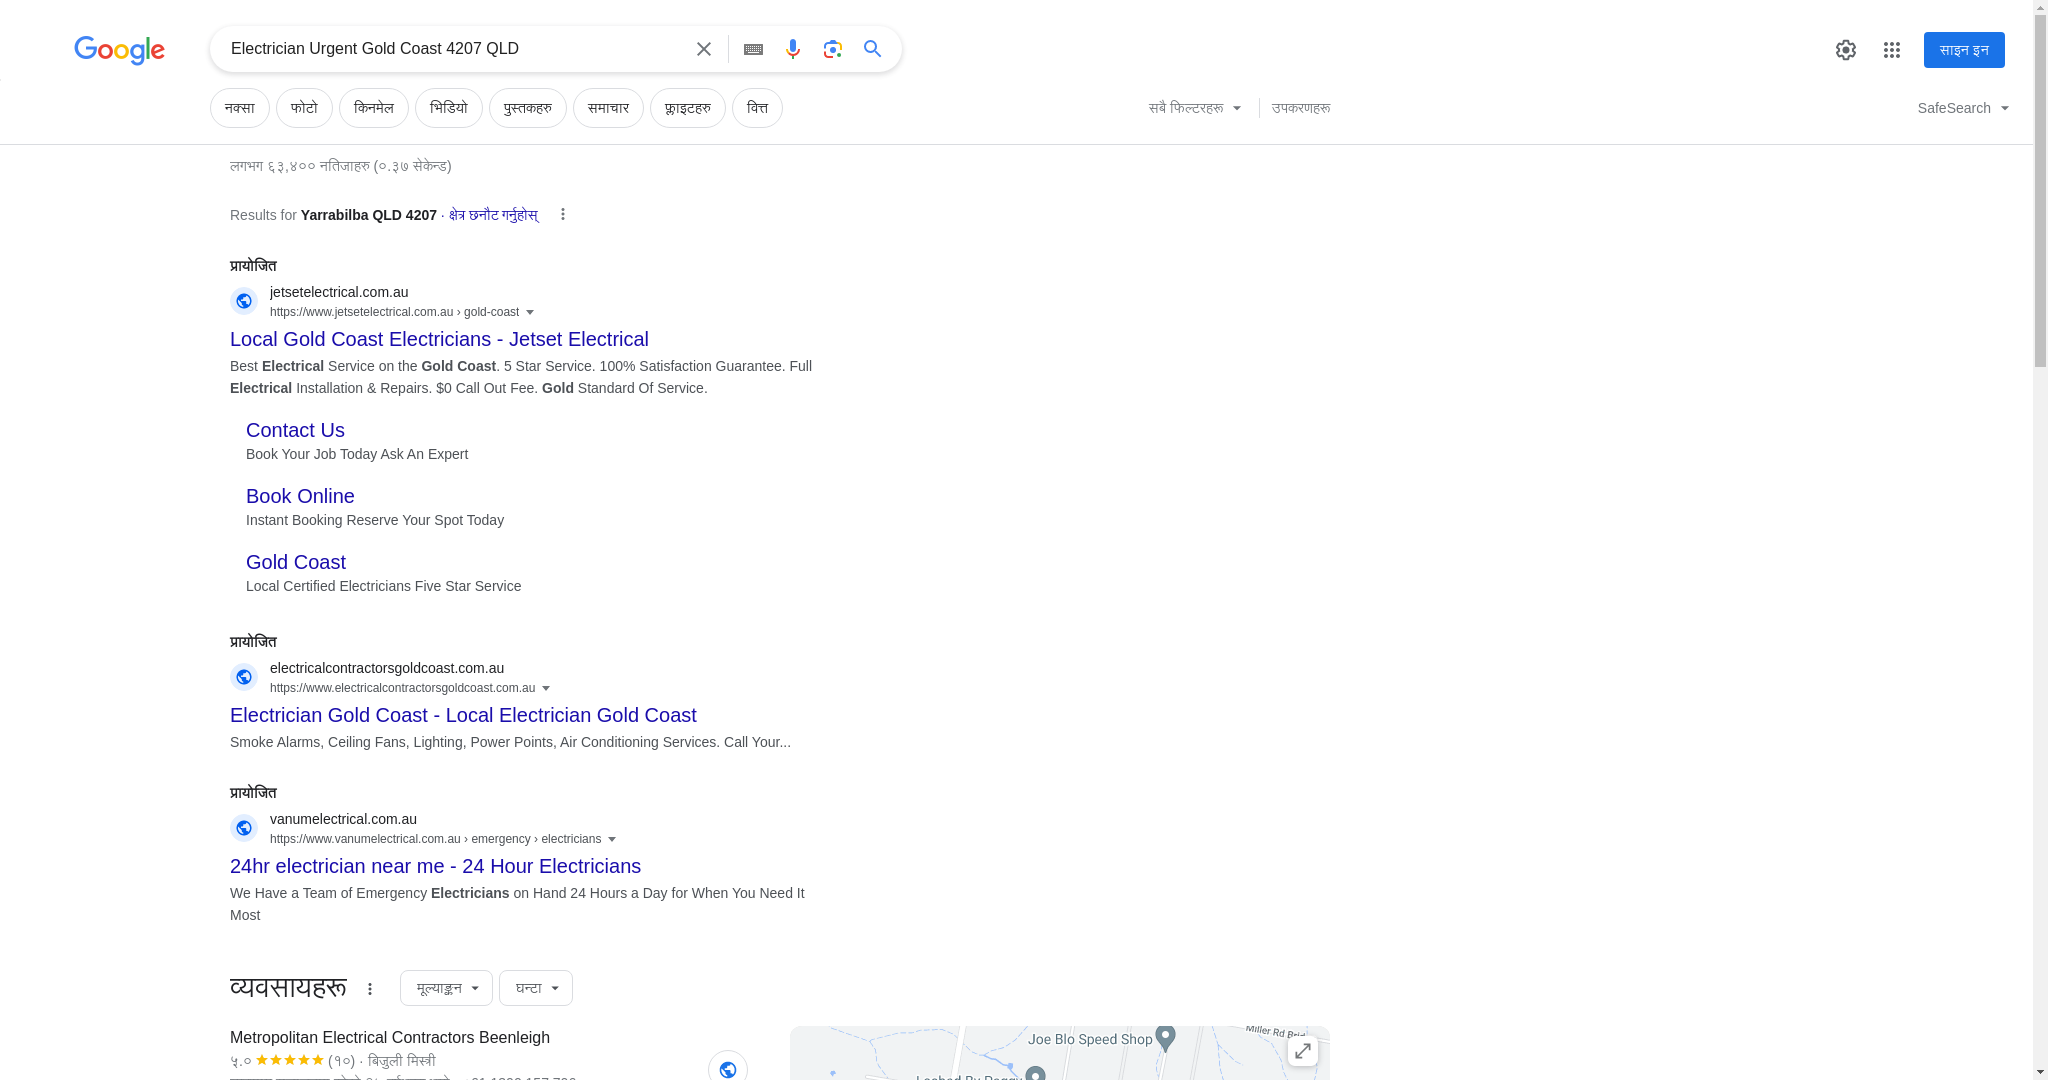 Google
Electrician Urgent Gold Coast 4207 QLD
साइन इन
नक्सा
फोटो
किनमेल
भिडियो
पुस्तकहरु
समाचार
फ्लाइटहरु
वित्त
सबै फिल्टरहरू
उपकरणहरू
SafeSearch
लगभग ६३,४०० नतिजाहरु (०.३७ सेकेन्ड)
Results for Yarrabilba QLD 4207 · क्षेत्र छनौट गर्नुहोस्
प्रायोजित
jetsetelectrical.com.au
https://www.jetsetelectrical.com.au › gold-coast
Local Gold Coast Electricians - Jetset Electrical
Best Electrical Service on the Gold Coast. 5 Star Service. 100% Satisfaction Guarantee. Full
Electrical Installation & Repairs. $0 Call Out Fee. Gold Standard Of Service.
Contact Us
Book Your Job Today Ask An Expert
Book Online
Instant Booking Reserve Your Spot Today
Gold Coast
Local Certified Electricians Five Star Service
प्रायोजित
electricalcontractorsgoldcoast.com.au
https://www.electricalcontractorsgoldcoast.com.au
Electrician Gold Coast - Local Electrician Gold Coast
Smoke Alarms, Ceiling Fans, Lighting, Power Points, Air Conditioning Services. Call Your...
प्रायोजित
vanumelectrical.com.au
https://www.vanumelectrical.com.au › emergency › electricians
24hr electrician near me - 24 Hour Electricians
We Have a Team of Emergency Electricians on Hand 24 Hours a Day for When You Need It
Most
व्यवसायहरू
मूल्याङ्कन
घन्टा
Metropolitan Electrical Contractors Beenleigh
५.० (१०) · बिजुली मिस्त्री
Joe Blo Speed Shop
Miller Rd